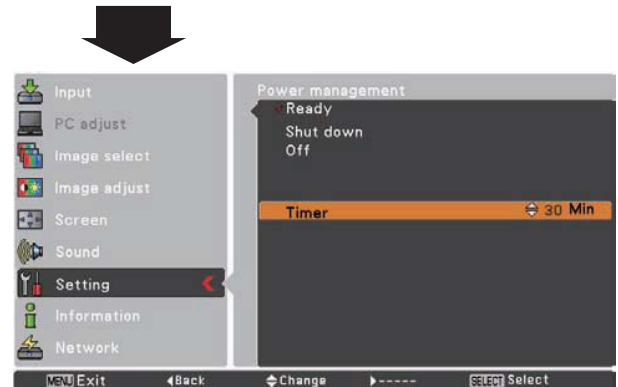 Input
PC adjust
Image select
Image adjust
Screen
Sound
Setting
Information
Network
Power management
Ready
Shut down
Off
Timer 30 Min
MENU Exit Back Change ----- SELECT Select